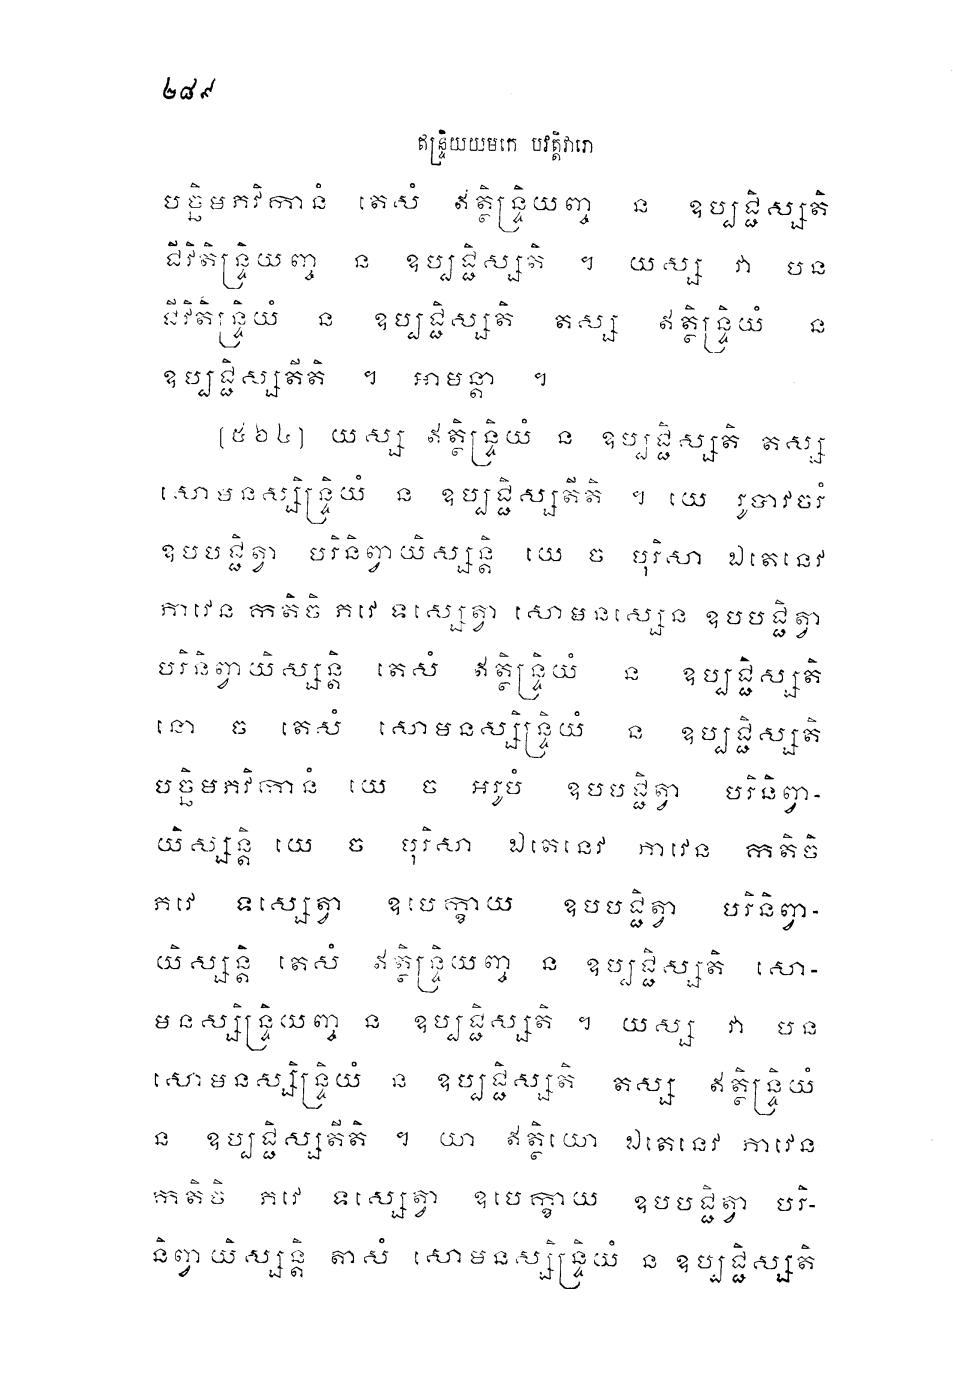 ២៨៩
ឥន្ទ្រិយយមកេ បវត្តិវារោ
បច្ឆិមភវិកានំ តេសំ ឥត្ថិន្ទ្រិយញ្ច ន ឧប្បជ្ជិស្សតិ
ជីវិតិន្ទ្រិយញ្ច ន ឧប្បជ្ជិស្សតិ ។ យស្ស វា បន
ជីវិតិន្ទ្រិយំ ន ឧប្បជ្ជិស្សតិ តស្ស ឥត្ថិន្ទ្រិយំ ន
ឧប្បជ្ជិស្សតីតិ ។ អាមន្តា ។
(៥៦៤) យស្ស ឥត្ថិន្ទ្រិយំ ន ឧប្បជ្ជិស្សតិ តស្ស
សោមនស្សិន្ទ្រិយំ ន ឧប្បជ្ជិស្សតីតិ ។ យេ រូបាវចរំ
ឧបបជ្ជិត្វា បរិនិព្វាយិស្សន្តិ យេ ច បុរិសា ឯតេនេវ
ភាវេន កតិចិ ភវេ ទស្សេត្វា សោមនស្សេន ឧបបជ្ជិត្វា
បរិនិព្វាយិស្សន្តិ តេសំ ឥត្ថិន្ទ្រិយំ ន ឧប្បជ្ជិស្សតិ
នោ ច តេសំ សោមនស្សិន្ទ្រិយំ ន ឧប្បជ្ជិស្សតិ
បច្ឆិមភវិកានំ យេ ច អរូបំ ឧបបជ្ជិត្វា បរិនិព្វា-
យិស្សន្តិ យេ ច បុរិសា ឯតេនេវ ភាវេន កតិចិ
ភវេ ទស្សេត្វា ឧបេក្ខាយ ឧបបជ្ជិត្វា បរិនិព្វា-
យិស្សន្តិ តេសំ ឥត្ថិន្ទ្រិយញ្ច ន ឧប្បជ្ជិស្សតិ សោ-
មនស្សិន្ទ្រិយញ្ច ន ឧប្បជ្ជិស្សតិ ។ យស្ស វា បន
សោមនស្សិន្ទ្រិយំ ន ឧប្បជ្ជិស្សតិ តស្ស ឥត្ថិន្ទ្រិយំ
ន ឧប្បជ្ជិស្សតីតិ ។ យា ឥត្ថិយោ ឯតេនេវ ភាវេន
កតិចិ ភវេ ទស្សេត្វា ឧបេក្ខាយ ឧបបជ្ជិត្វា បរិ-
និព្វាយិស្សន្តិ តាសំ សោមនស្សិន្ទ្រិយំ ន ឧប្បជ្ជិស្សតិ